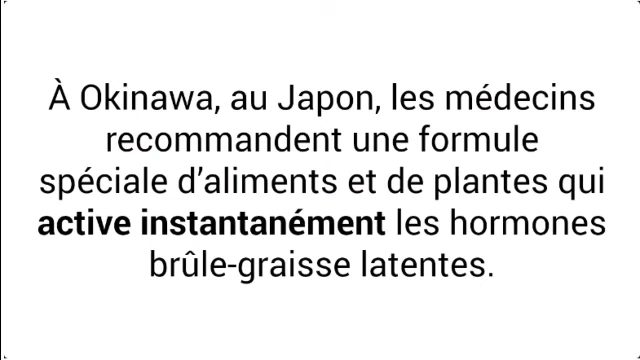 À Okinawa, au Japon, les médecins
recommandent une formule
spéciale d’aliments et de plantes qui
active instantanément les hormones
brûle-graisse latentes.